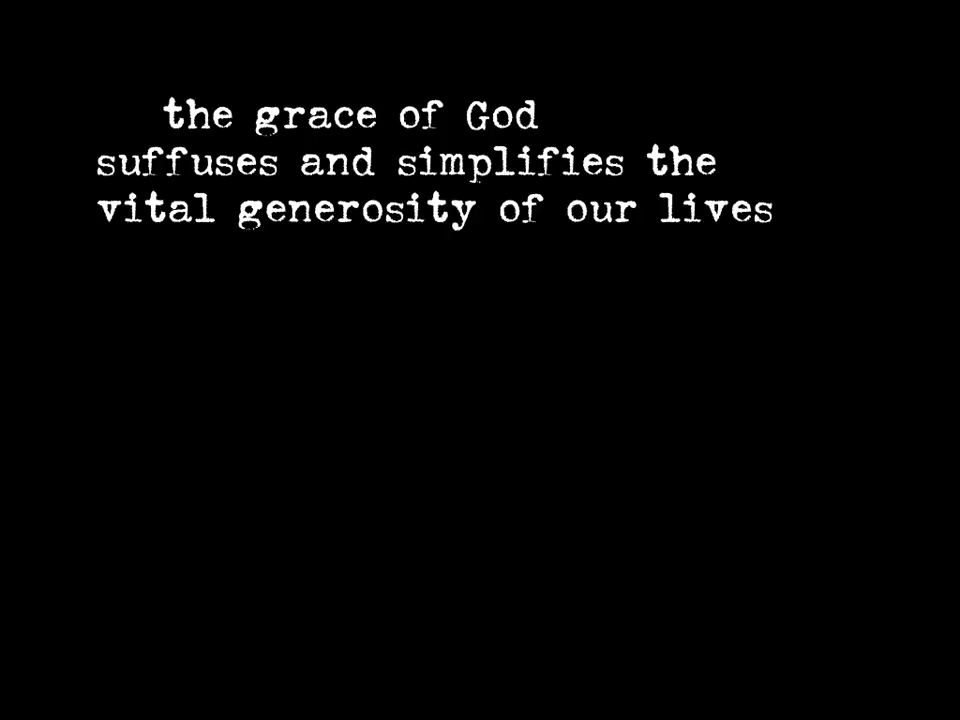 the grace of God
suffuses and simplifies the
vital generosity of our lives